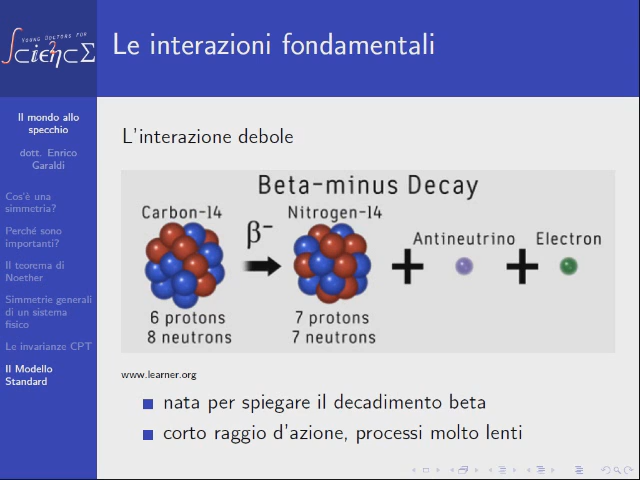 YOUNG DOCTORS FOR
Le interazioni fondamentali
Il mondo allo
specchio
dott. Enrico
Garaldi
Cos'è una
simmetria?
Perché sono
importanti?
Il teorema di
Noether
Simmetrie generali
di un sistema
fisico
Le invarianze CPT
Il Modello
Standard
L'interazione debole
Beta-minus Decay
Carbon-14
β⁻
Nitrogen-14
+
Antineutrino
+
Electron
6 protons
8 neutrons
7 protons
7 neutrons
www.learner.org
nata per spiegare il decadimento beta
corto raggio d'azione, processi molto lenti